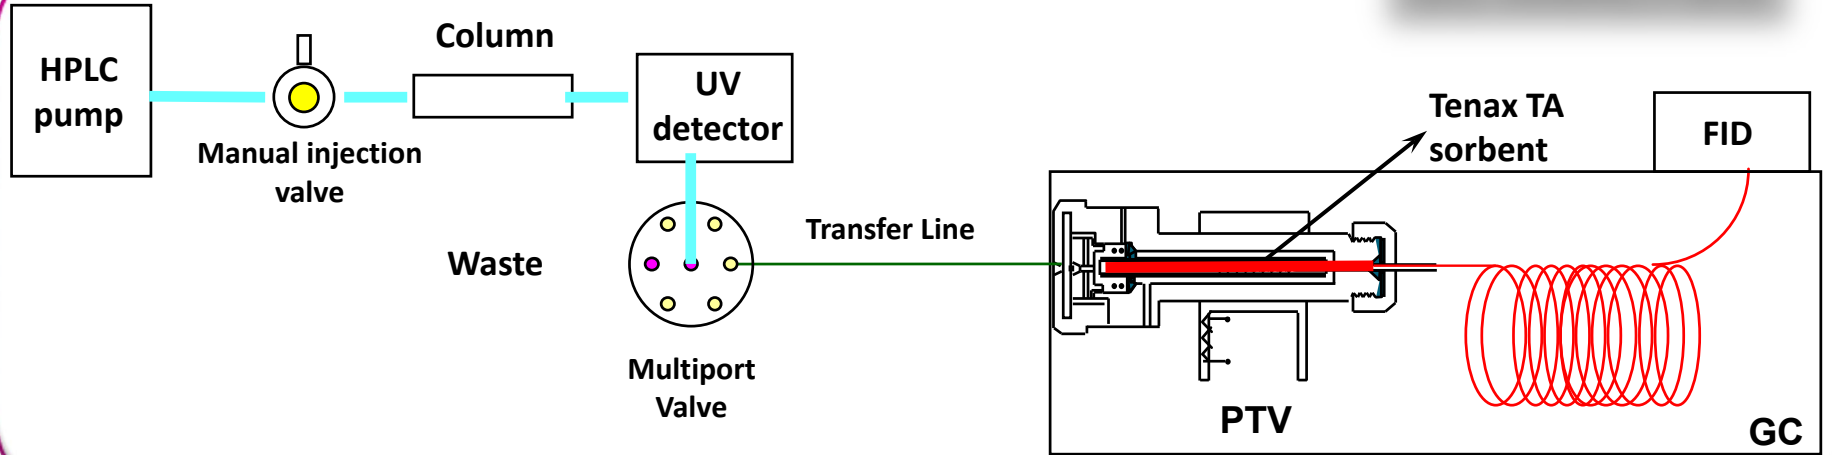 HPLC
pump
Manual injection
valve
Column
UV
detector
Waste
Multiport
Valve
Transfer Line
Tenax TA
sorbent
FID
PTV
GC